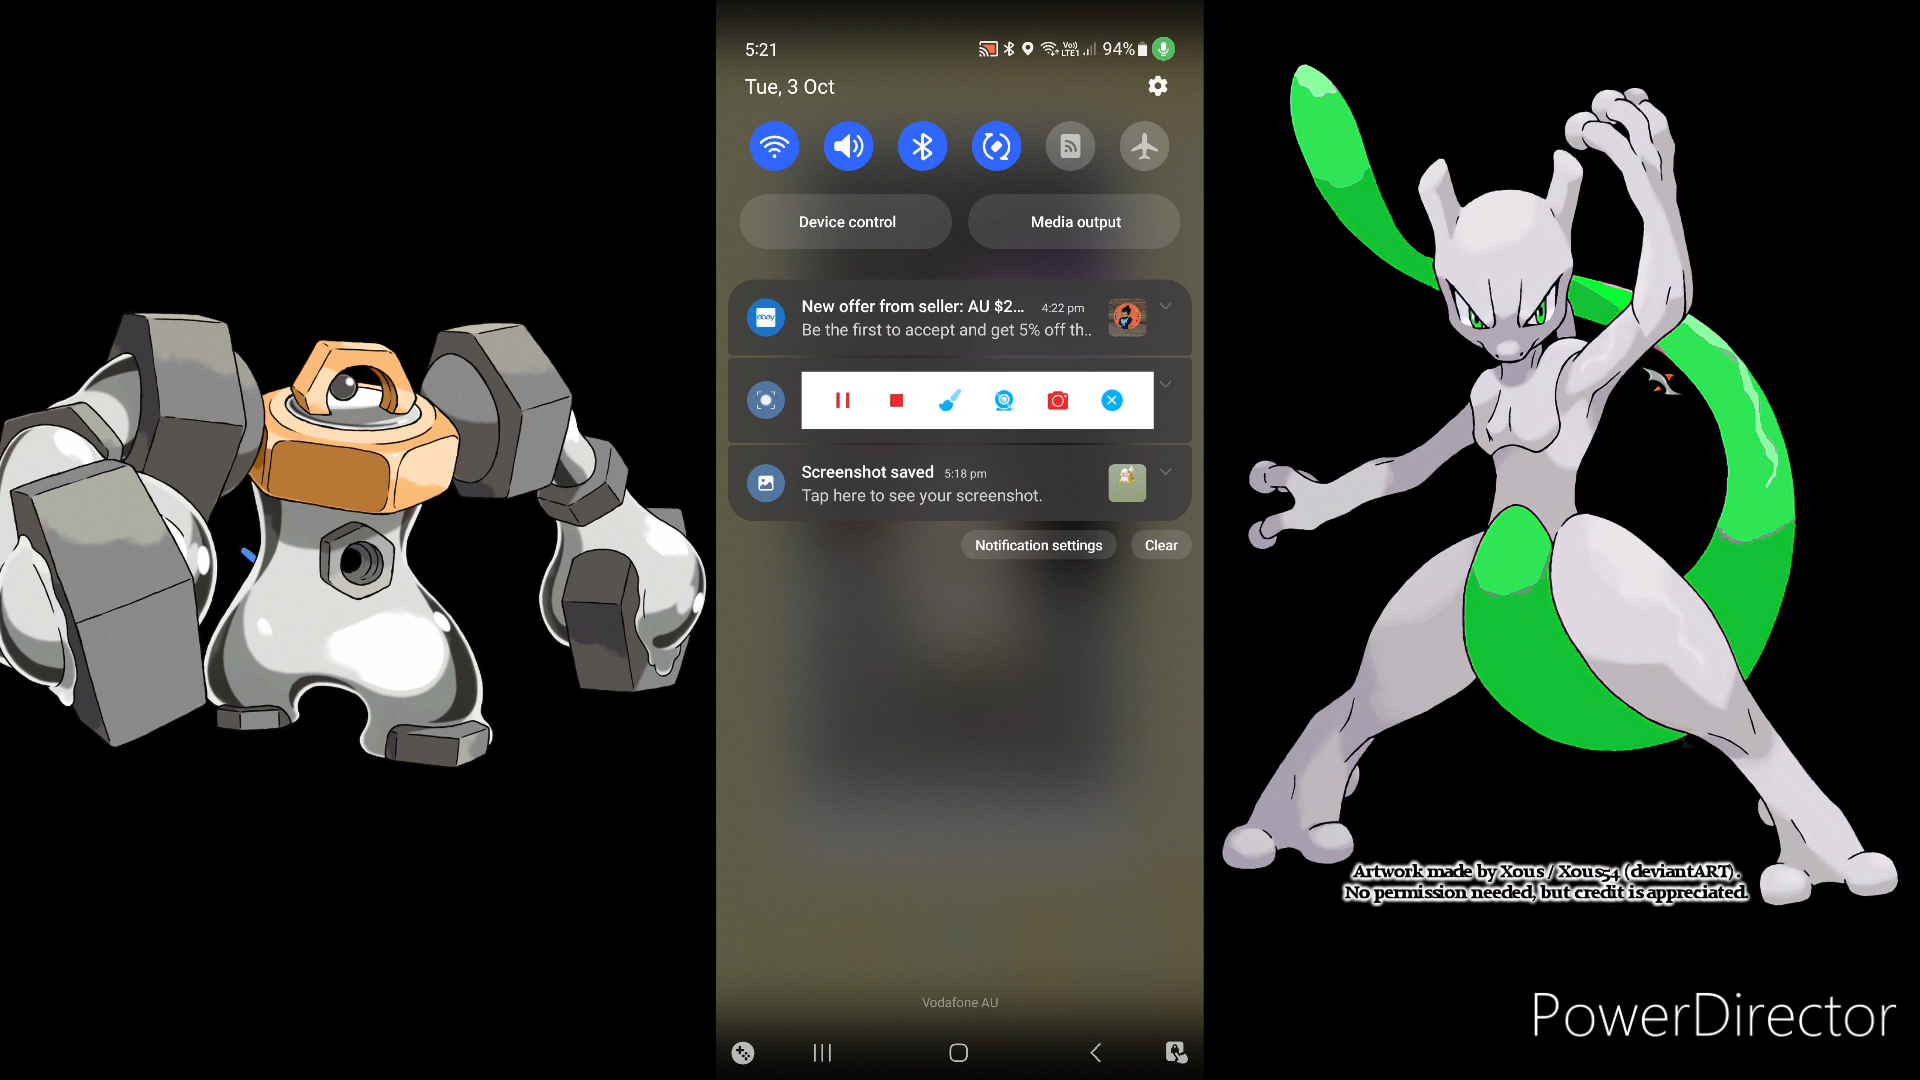 5:21
Vo)) LTE1 94%
Tue, 3 Oct
Device control
Media output
ebay
New offer from seller: AU $2... 4:22 pm
Be the first to accept and get 5% off th..
Screenshot saved 5:18 pm
Tap here to see your screenshot.
Notification settings
Clear
Vodafone AU
Artwork made by Xous / Xous54 (deviantART).
No permission needed, but credit is appreciated.
PowerDirector